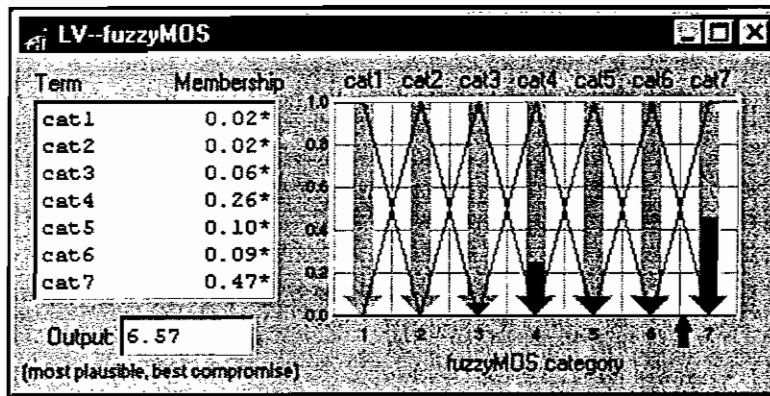 LV--fuzzyMOS
Term Membership
cat1 0.02*
cat2 0.02*
cat3 0.06*
cat4 0.26*
cat5 0.10*
cat6 0.09*
cat7 0.47*
Output: 6.57
(most plausible, best compromise)
cat1 cat2 cat3 cat4 cat5 cat6 cat7
1.0
0.8
0.6
0.4
0.2
0.0
1 2 3 4 5 6 7
fuzzyMOS category